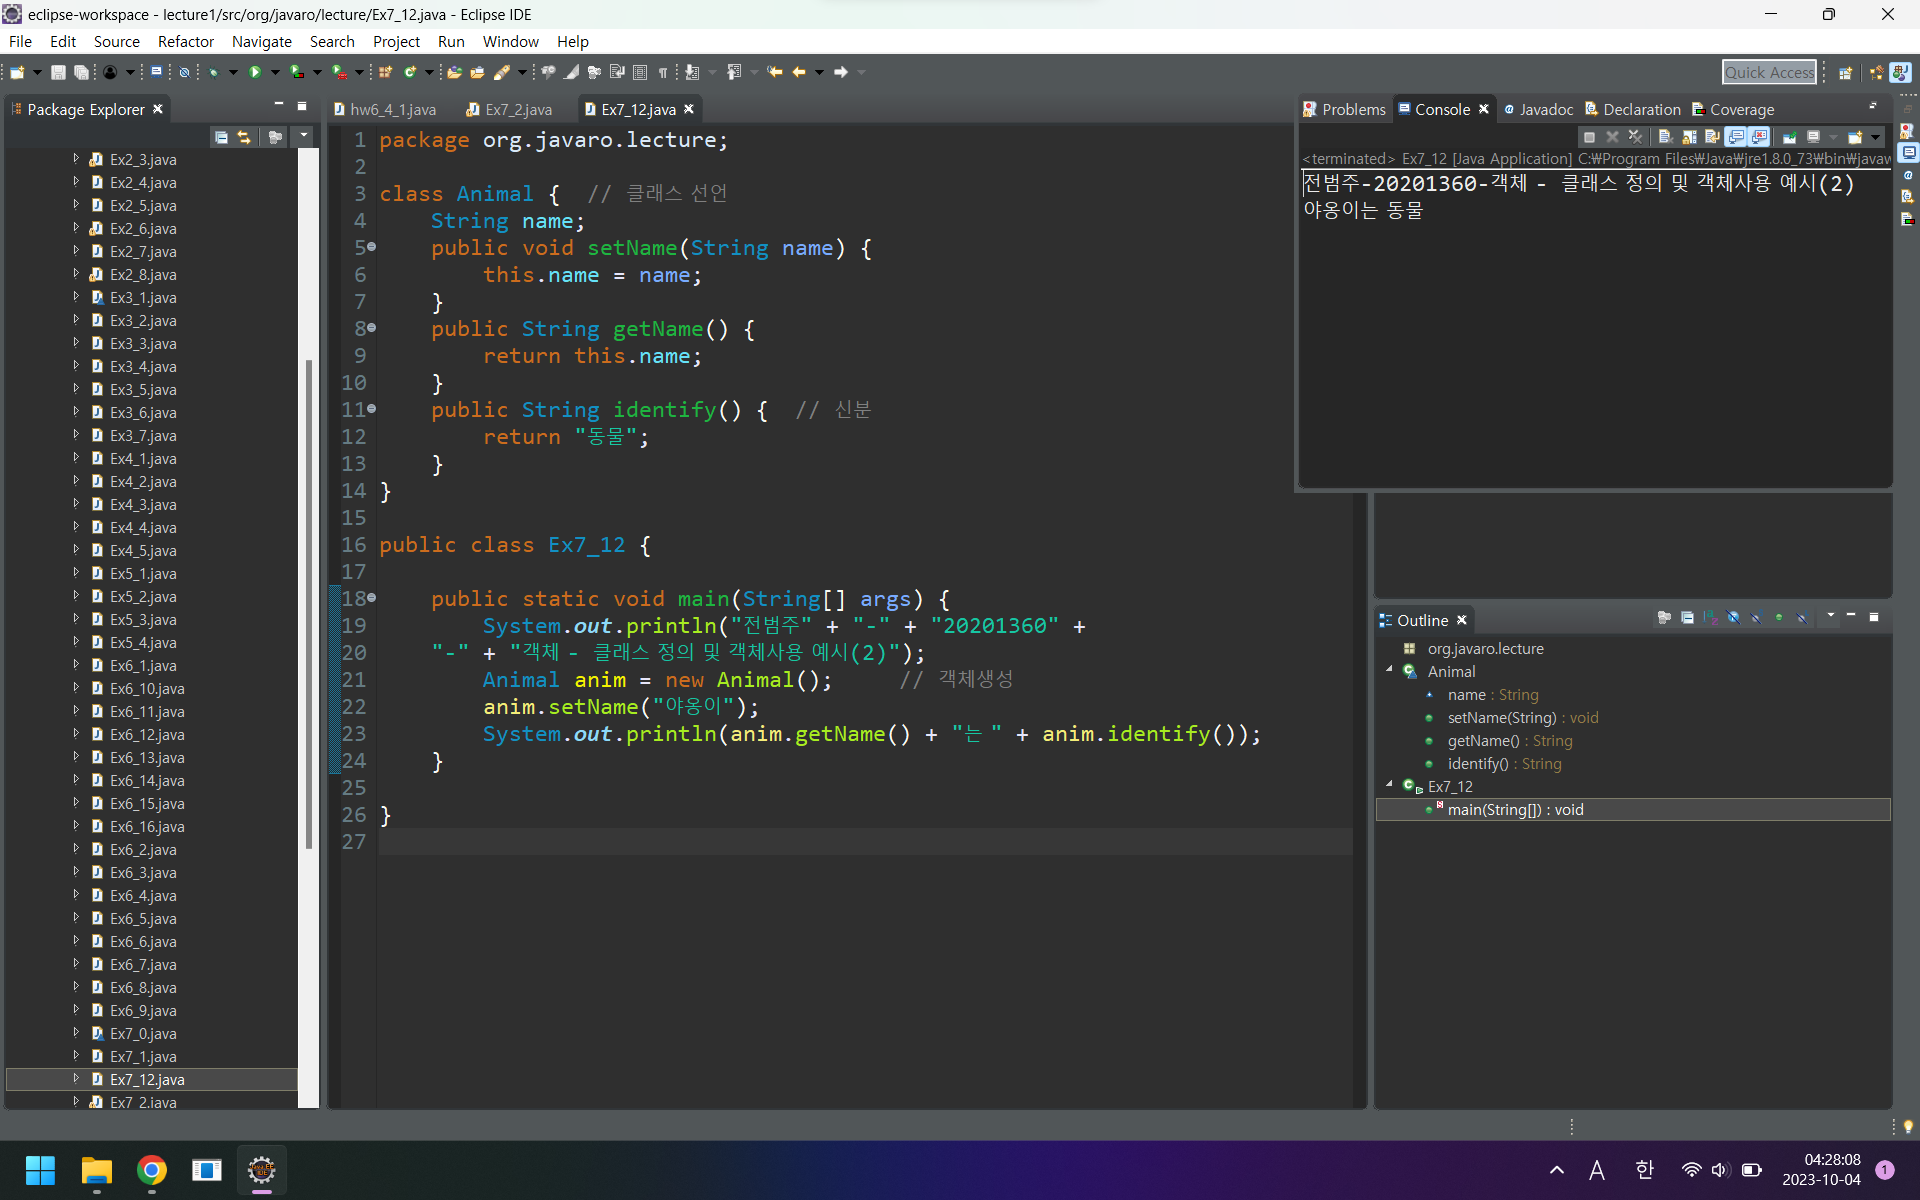 eclipse-workspace - lecture1/src/org/javaro/lecture/Ex7_12.java - Eclipse IDE
File Edit Source Refactor Navigate Search Project Run Window Help
Quick Access
Package Explorer
Ex2_3.java
Ex2_4.java
Ex2_5.java
Ex2_6.java
Ex2_7.java
Ex2_8.java
Ex3_1.java
Ex3_2.java
Ex3_3.java
Ex3_4.java
Ex3_5.java
Ex3_6.java
Ex3_7.java
Ex4_1.java
Ex4_2.java
Ex4_3.java
Ex4_4.java
Ex4_5.java
Ex5_1.java
Ex5_2.java
Ex5_3.java
Ex5_4.java
Ex6_1.java
Ex6_10.java
Ex6_11.java
Ex6_12.java
Ex6_13.java
Ex6_14.java
Ex6_15.java
Ex6_16.java
Ex6_2.java
Ex6_3.java
Ex6_4.java
Ex6_5.java
Ex6_6.java
Ex6_7.java
Ex6_8.java
Ex6_9.java
Ex7_0.java
Ex7_1.java
Ex7_12.java
Ex7_2.java
hw6_4_1.java Ex7_2.java Ex7_12.java
1 package org.javaro.lecture;
2
3 class Animal { // 클래스 선언
4 String name;
5 public void setName(String name) {
6 this.name = name;
7 }
8 public String getName() {
9 return this.name;
10 }
11 public String identify() { // 신분
12 return "동물";
13 }
14 }
15
16 public class Ex7_12 {
17
18 public static void main(String[] args) {
19 System.out.println("전범주" + "-" + "20201360" +
20 "-" + "객체 - 클래스 정의 및 객체사용 예시(2)");
21 Animal anim = new Animal(); // 객체생성
22 anim.setName("야옹이");
23 System.out.println(anim.getName() + "는 " + anim.identify());
24 }
25
26 }
27
Problems Console Javadoc Declaration Coverage
<terminated> Ex7_12 [Java Application] C:₩Program Files₩Java₩jre1.8.0_73₩bin₩javaw
전범주-20201360-객체 - 클래스 정의 및 객체사용 예시(2)
야옹이는 동물
Outline
org.javaro.lecture
Animal
name : String
setName(String) : void
getName() : String
identify() : String
Ex7_12
main(String[]) : void
A 한
04:28:08
2023-10-04
1